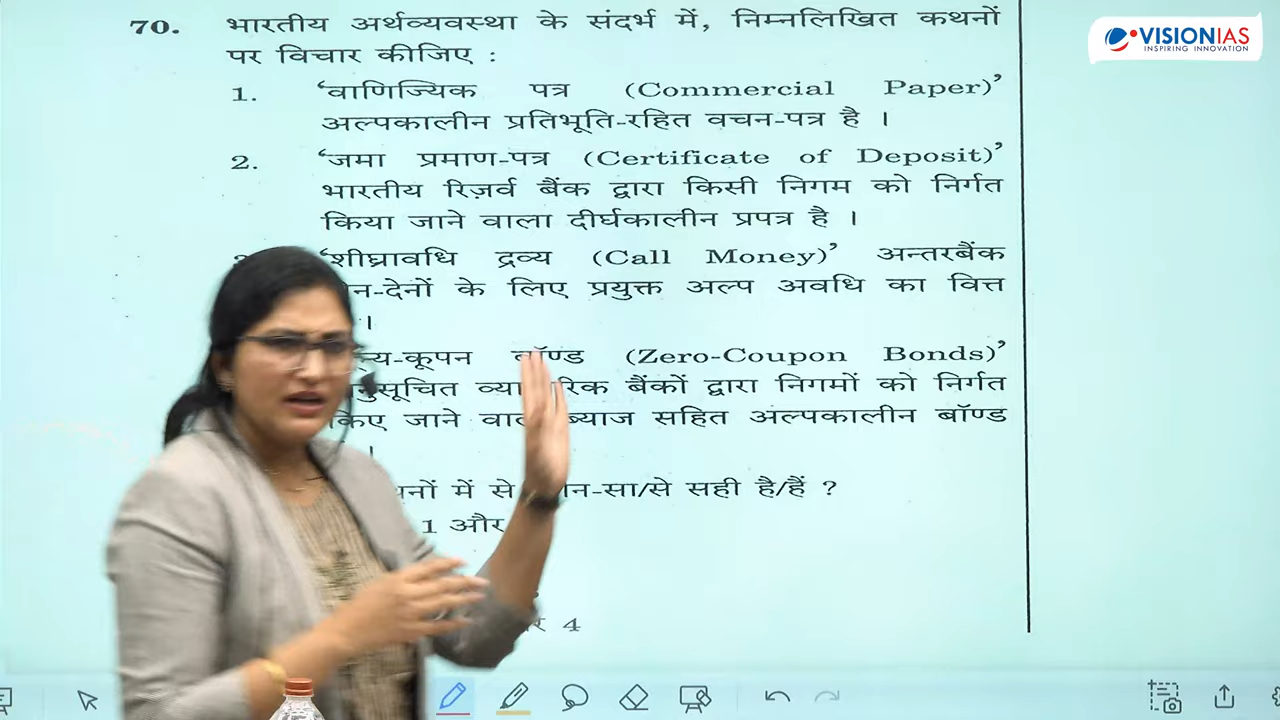 VISIONIAS
INSPIRING INNOVATION
70. भारतीय अर्थव्यवस्था के संदर्भ में, निम्नलिखित कथनों
पर विचार कीजिए :
1. ‘वाणिज्यिक पत्र (Commercial Paper)’
अल्पकालीन प्रतिभूति-रहित वचन-पत्र है ।
2. ‘जमा प्रमाण-पत्र (Certificate of Deposit)’
भारतीय रिज़र्व बैंक द्वारा किसी निगम को निर्गत
किया जाने वाला दीर्घकालीन प्रपत्र है ।
‘शीघ्रावधि द्रव्य (Call Money)’ अन्तरबैंक
के लिए प्रयुक्त अल्प अवधि का वित्त
।
बॉण्ड (Zero-Coupon Bonds)’
बैंकों द्वारा निगमों को निर्गत
किए जाने ब्याज सहित अल्पकालीन बॉण्ड
।
में से सही है/हैं ?
1 और
4